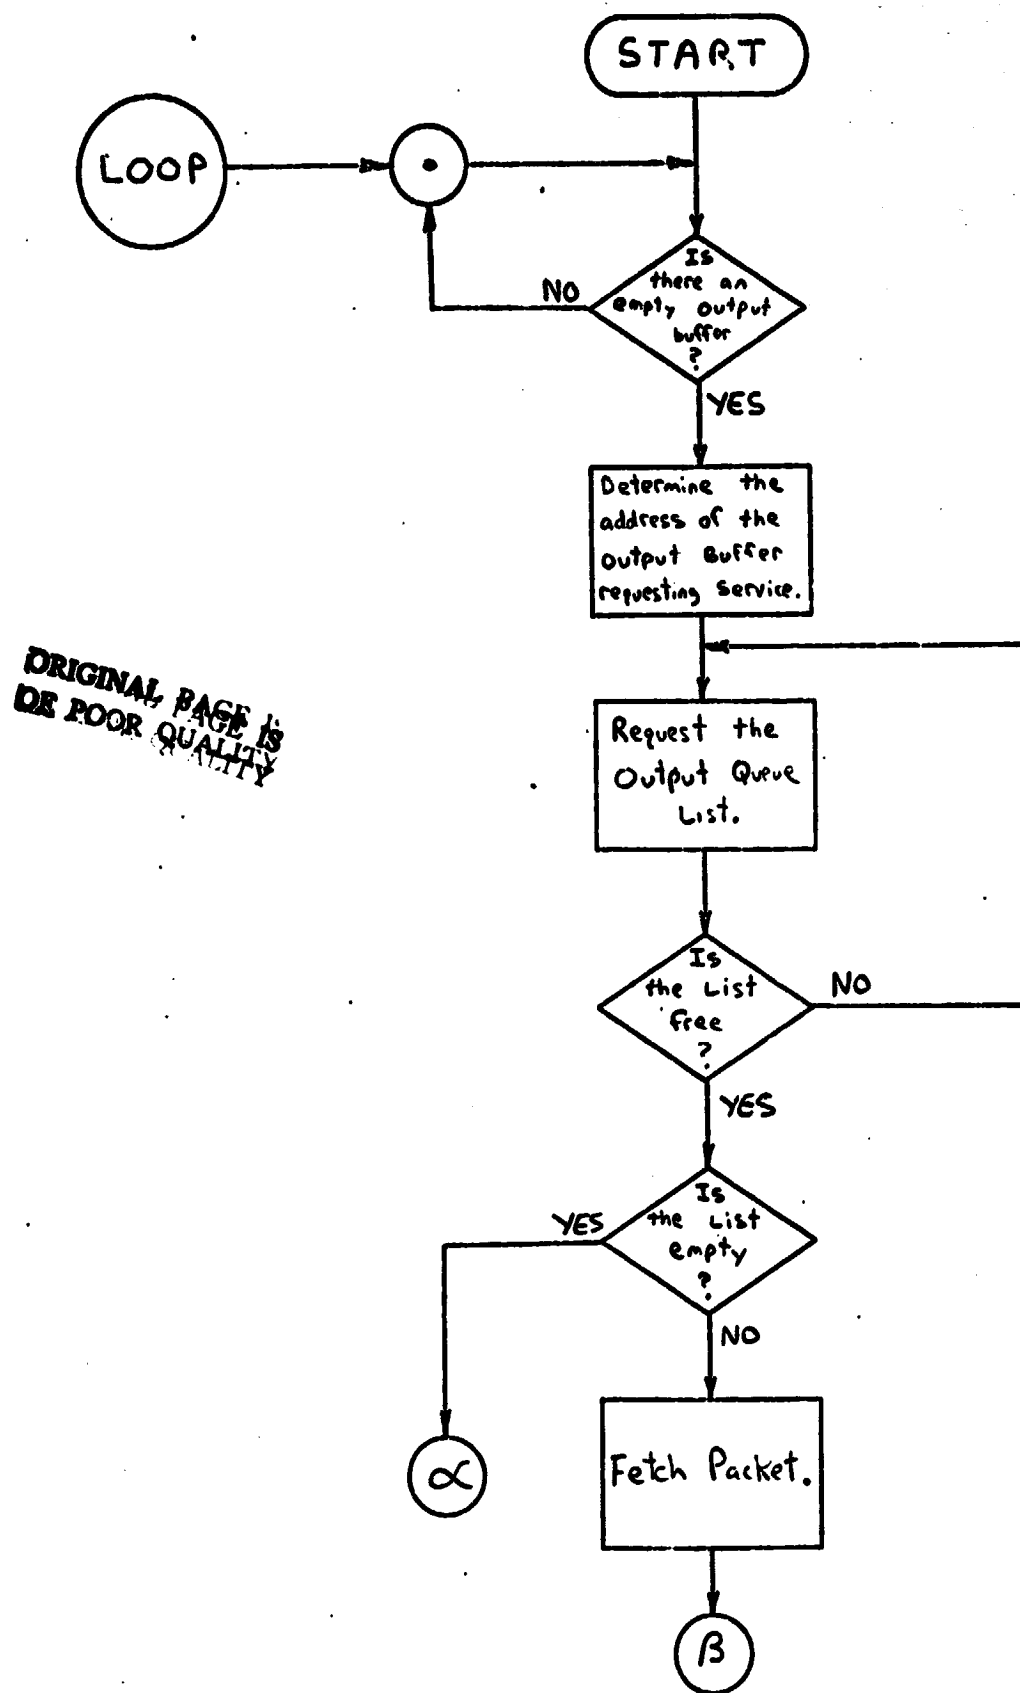 START
LOOP
Is
there an
empty output
buffer
?
NO
YES
Determine the
address of the
output Buffer
requesting Service.
ORIGINAL PAGE IS
OF POOR QUALITY
Request the
Output Queue
List.
Is
the List
free
?
NO
YES
Is
the List
empty
?
YES
NO
Fetch Packet.
∝
β